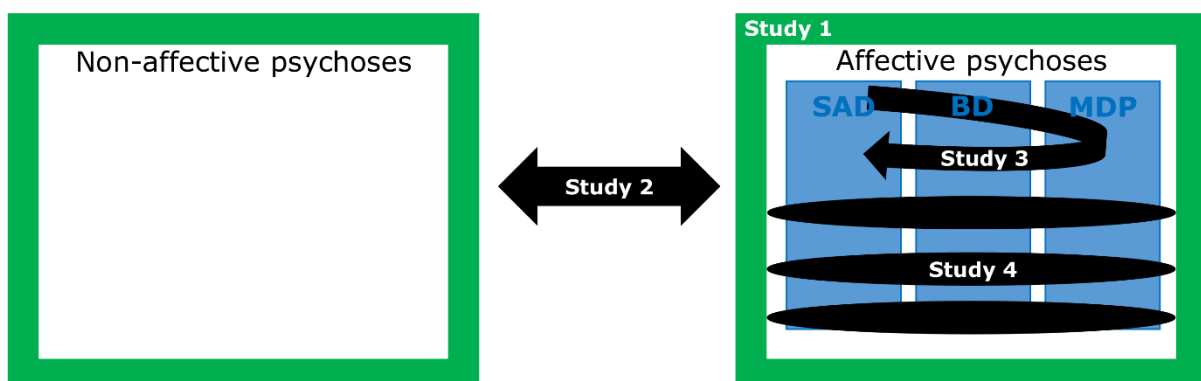 Non-affective psychoses
Study 2
Study 1
Affective psychoses
SAD BD MDP
Study 3
Study 4